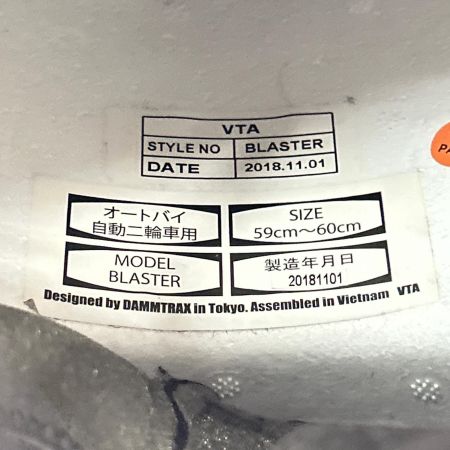 VTA
STYLE NO BLASTER
DATE 2018.11.01
オートバイ
自動二輪車用
SIZE
59cm～60cm
MODEL
BLASTER
製造年月日
20181101
Designed by DAMMTRAX in Tokyo. Assembled in Vietnam VTA